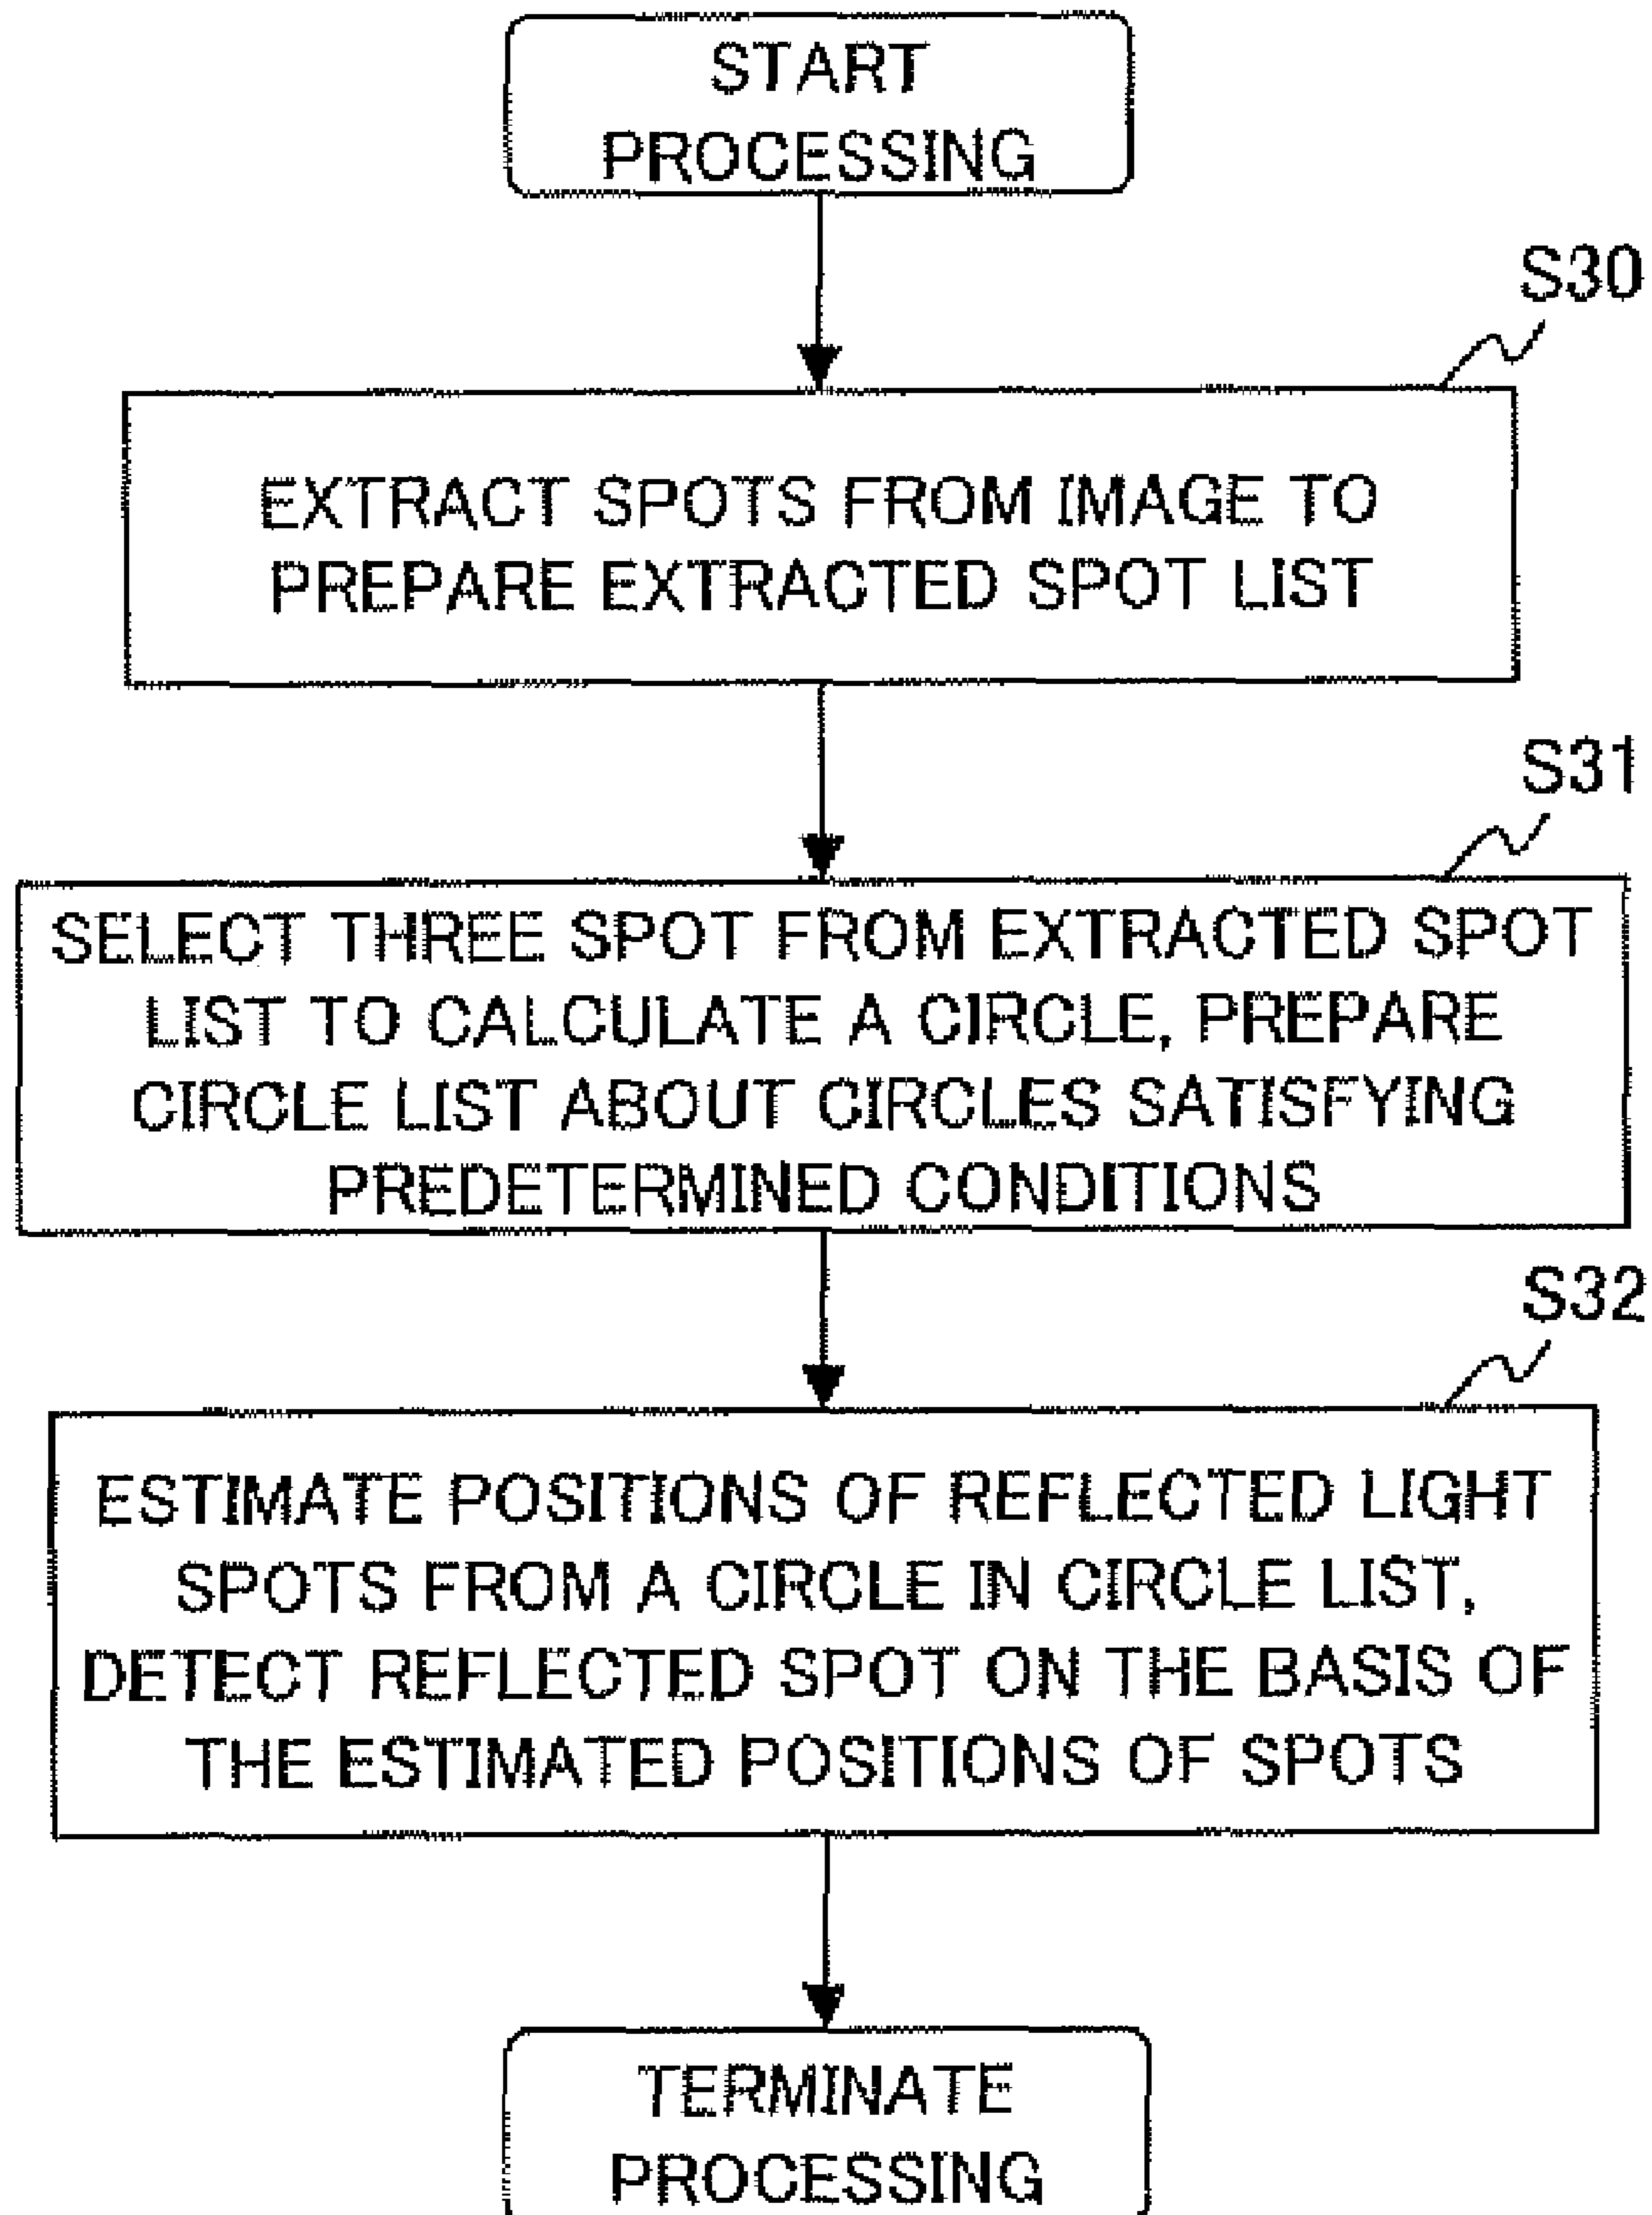 START
PROCESSING
S30
EXTRACT SPOTS FROM IMAGE TO
PREPARE EXTRACTED SPOT LIST
S31
SELECT THREE SPOT FROM EXTRACTED SPOT
LIST TO CALCULATE A CIRCLE, PREPARE
CIRCLE LIST ABOUT CIRCLES SATISFYING
PREDETERMINED CONDITIONS
S32
ESTIMATE POSITIONS OF REFLECTED LIGHT
SPOTS FROM A CIRCLE IN CIRCLE LIST,
DETECT REFLECTED SPOT ON THE BASIS OF
THE ESTIMATED POSITIONS OF SPOTS
TERMINATE
PROCESSING